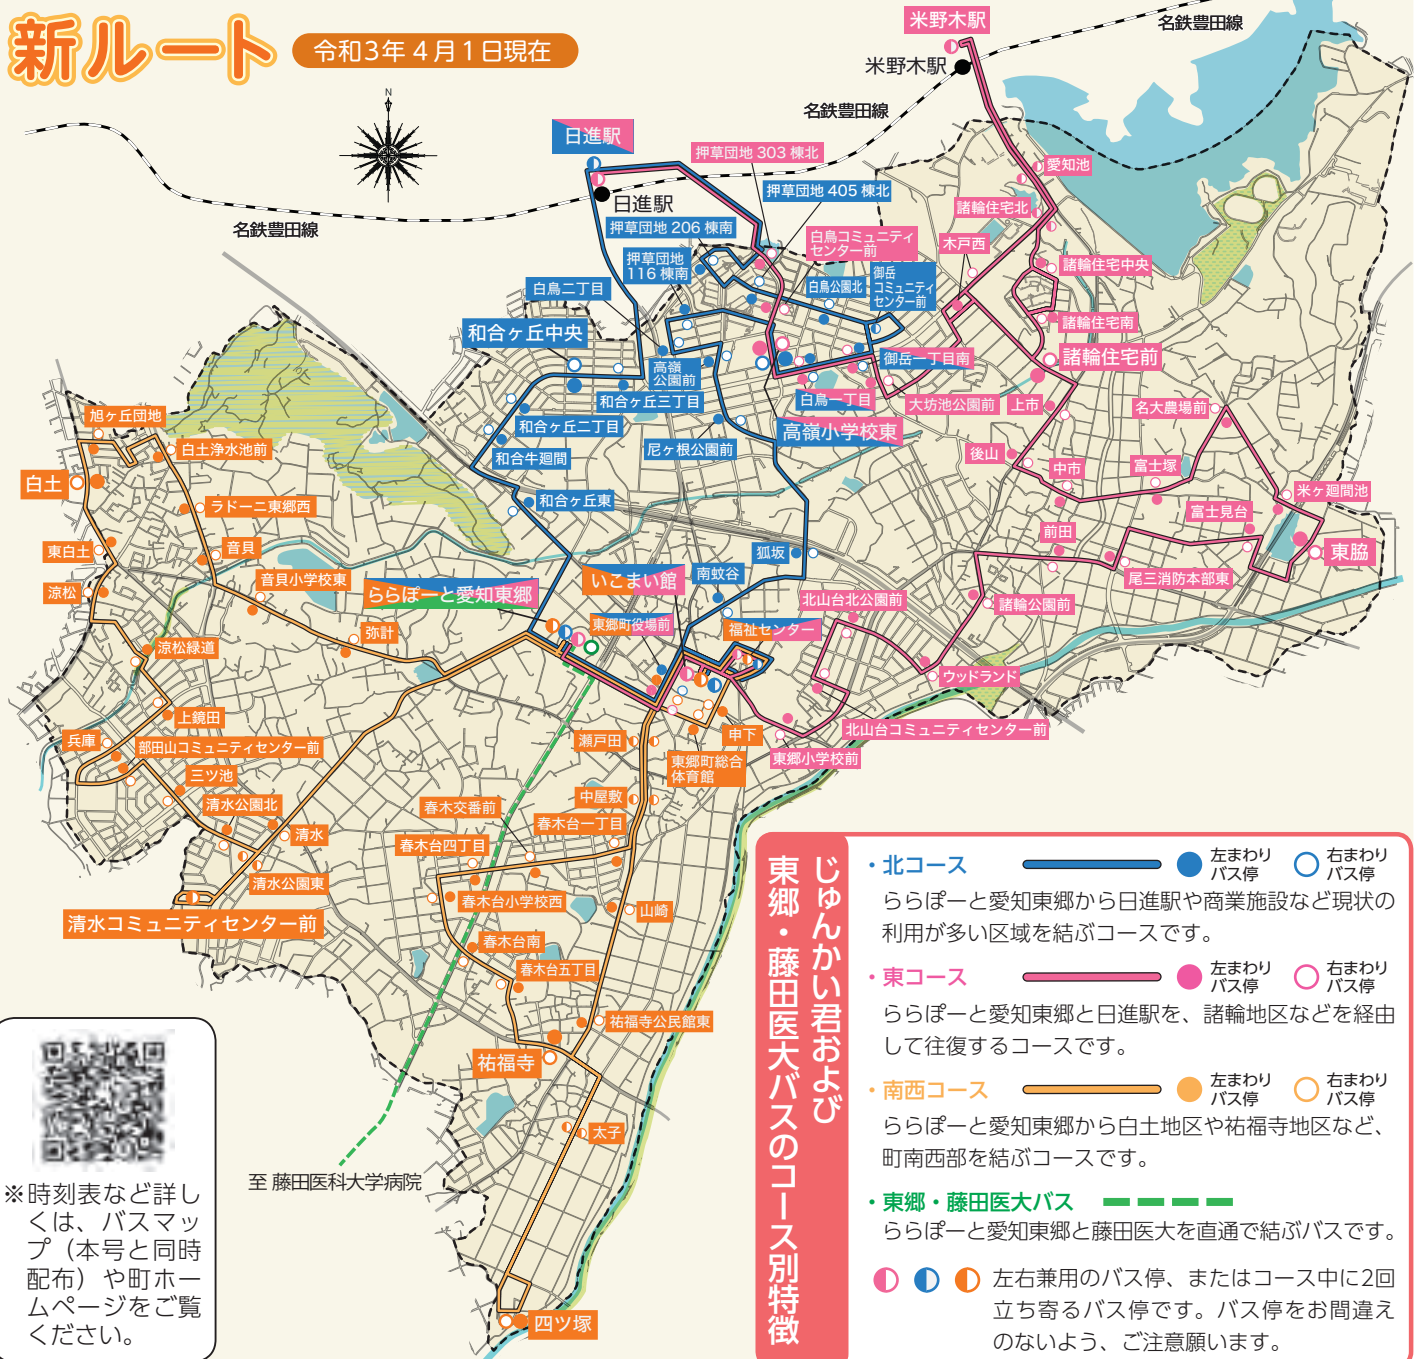 新ルート
令和3年4月1日現在
N
米野木駅
名鉄豊田線
米野木駅
名鉄豊田線
日進駅
押草団地303棟北
愛知池
押草団地405棟北
日進駅
諸輪住宅北
押草団地206棟南
名鉄豊田線
白鳥コミュニティ
センター前
木戸西
押草団地
116棟南
御岳
コミュニティ
センター前
諸輪住宅中央
白鳥二丁目
白鳥公園北
和合ヶ丘中央
諸輪住宅南
諸輪住宅前
高嶺
公園前
御岳一丁目南
和合ヶ丘三丁目
白鳥一丁目
大坊池公園前
上市
名大農場前
旭ヶ丘団地
和合ヶ丘二丁目
高嶺小学校東
白土浄水池前
尼ヶ根公園前
和合牛廻間
後山
中市
富士塚
白土
米ヶ廻間池
ラドーニ東郷西
和合ヶ丘東
富士見台
前田
東白土
音貝
狐坂
東脇
音貝小学校東
いこまい館
南蚊谷
尾三消防本部東
涼松
ららぽーと愛知東郷
北山台北公園前
諸輪公園前
弥計
東郷町役場前
福祉センター
涼松緑道
ウッドランド
上鏡田
北山台コミュニティセンター前
兵庫
部田山コミュニティセンター前
瀬戸田
申下
東郷小学校前
東郷町総合
体育館
三ツ池
清水公園北
春木交番前
中屋敷
清水
春木台一丁目
春木台四丁目
清水公園東
春木台小学校西
山崎
清水コミュニティセンター前
春木台南
春木台五丁目
祐福寺公民館東
祐福寺
太子
至 藤田医科大学病院
四ツ塚
※時刻表など詳し
くは、バスマッ
プ（本号と同時
配布）や町ホー
ムページをご覧
ください。
じゅんかい君および
東郷・藤田医大バスのコース別特徴
・北コース
左まわり
バス停
右まわり
バス停
ららぽーと愛知東郷から日進駅や商業施設など現状の
利用が多い区域を結ぶコースです。
・東コース
左まわり
バス停
右まわり
バス停
ららぽーと愛知東郷と日進駅を、諸輪地区などを経由
して往復するコースです。
・南西コース
左まわり
バス停
右まわり
バス停
ららぽーと愛知東郷から白土地区や祐福寺地区など、
町南西部を結ぶコースです。
・東郷・藤田医大バス
ららぽーと愛知東郷と藤田医大を直通で結ぶバスです。
左右兼用のバス停、またはコース中に2回
立ち寄るバス停です。バス停をお間違え
のないよう、ご注意願います。